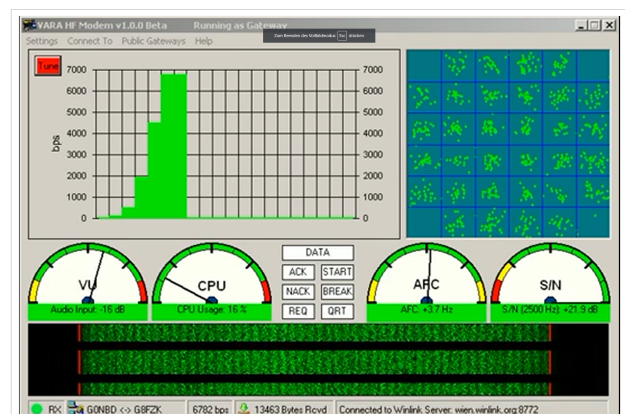 VARA HF Modem v1.0.0 Beta Running as Gateway
Zum Beenden des Vollbildmodus Esc drücken
Settings Connect To Public Gateways Help
Tune
7000 7000
6000 6000
5000 5000
4000 4000
3000 3000
2000 2000
1000 1000
0 0
bps
DATA
ACK START
NACK BREAK
REQ QRT
VU CPU AFC S/N
Audio Input: -16 dB CPU Usage: 16 % AFC: +3.7 Hz S/N (2500 Hz): +21.9 dB
RX G0NBD <-> G8FZK 6782 bps 13463 Bytes Rcvd Connected to Winlink Server: wien.winlink.org:8772